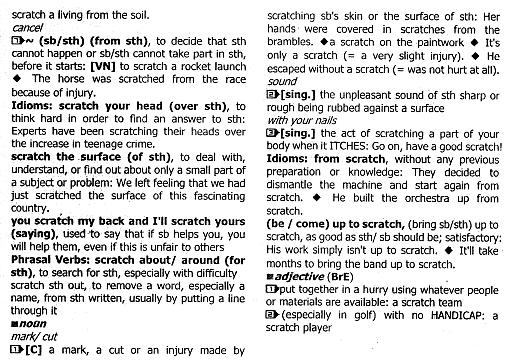 scratch a living from the soil.
cancel
1 ~ (sb/sth) (from sth), to decide that sth
cannot happen or sb/sth cannot take part in sth,
before it starts: [VN] to scratch a rocket launch
◆ The horse was scratched from the race
because of injury.
Idioms: scratch your head (over sth), to
think hard in order to find an answer to sth:
Experts have been scratching their heads over
the increase in teenage crime.
scratch the surface (of sth), to deal with,
understand, or find out about only a small part of
a subject or problem: We left feeling that we had
just scratched the surface of this fascinating
country.
you scratch my back and I'll scratch yours
(saying), used to say that if sb helps you, you
will help them, even if this is unfair to others
Phrasal Verbs: scratch about/ around (for
sth), to search for sth, especially with difficulty
scratch sth out, to remove a word, especially a
name, from sth written, usually by putting a line
through it
■noun
mark/ cut
1 [C] a mark, a cut or an injury made by
scratching sb's skin or the surface of sth: Her
hands were covered in scratches from the
brambles. ◆a scratch on the paintwork ◆ It's
only a scratch (= a very slight injury). ◆ He
escaped without a scratch (= was not hurt at all).
sound
2 [sing.] the unpleasant sound of sth sharp or
rough being rubbed against a surface
with your nails
3 [sing.] the act of scratching a part of your
body when it ITCHES: Go on, have a good scratch!
Idioms: from scratch, without any previous
preparation or knowledge: They decided to
dismantle the machine and start again from
scratch. ◆ He built the orchestra up from
scratch.
(be / come) up to scratch, (bring sb/sth) up to
scratch, as good as sth/ sb should be; satisfactory:
His work simply isn't up to scratch. ◆ It'll take
months to bring the band up to scratch.
■adjective (BrE)
1 put together in a hurry using whatever people
or materials are available: a scratch team
2 (especially in golf) with no HANDICAP: a
scratch player